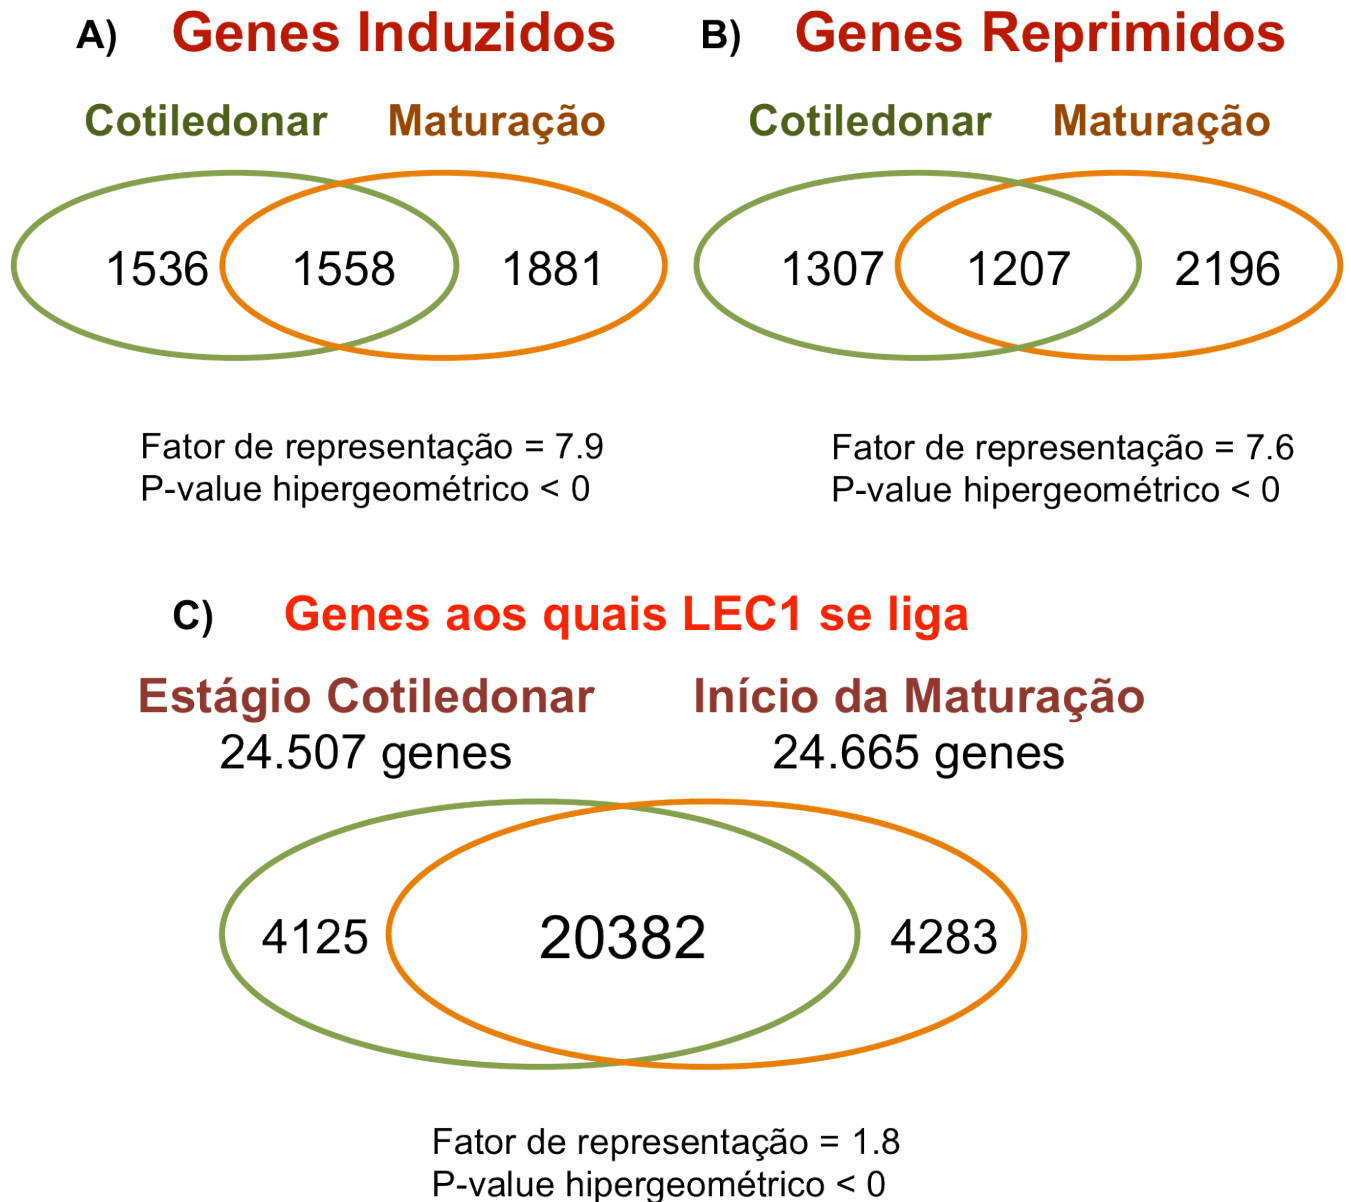 A) Genes Induzidos
Cotiledonar Maturação
1536 1558 1881
Fator de representação = 7.9
P-value hipergeométrico < 0
B) Genes Reprimidos
Cotiledonar Maturação
1307 1207 2196
Fator de representação = 7.6
P-value hipergeométrico < 0
C) Genes aos quais LEC1 se liga
Estágio Cotiledonar Início da Maturação
24.507 genes 24.665 genes
4125 20382 4283
Fator de representação = 1.8
P-value hipergeométrico < 0